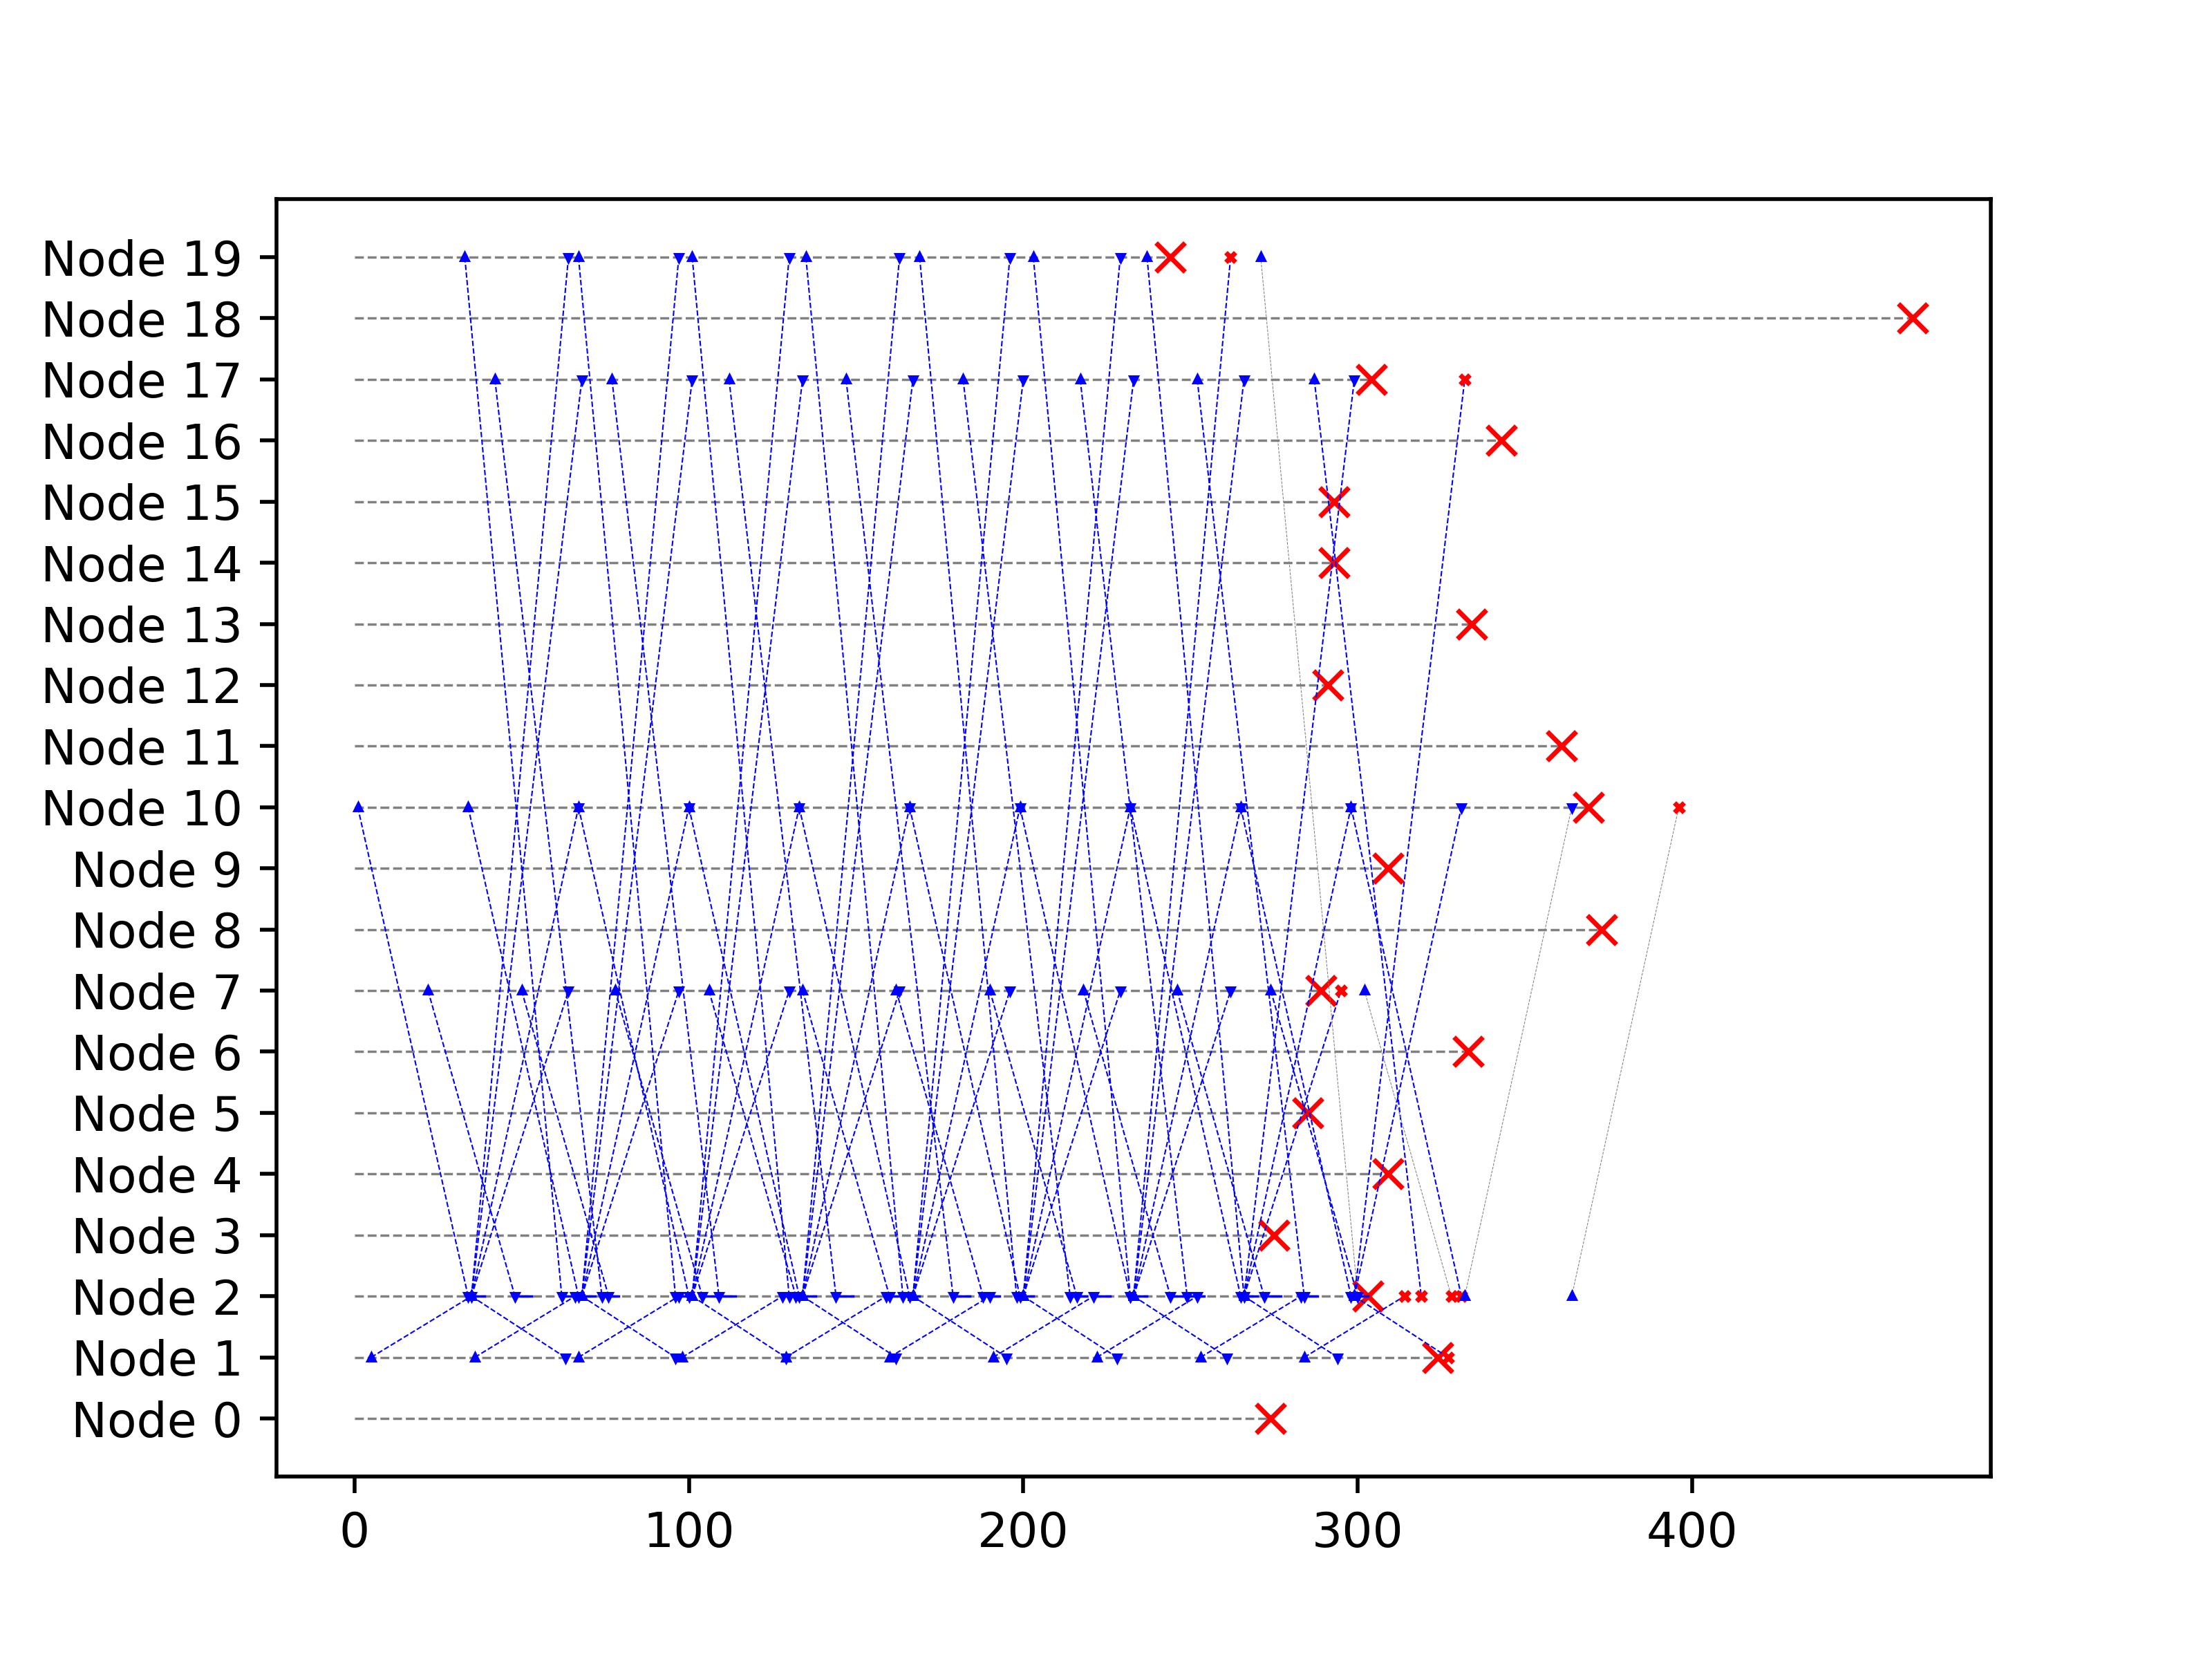 Node 19
Node 18
Node 17
Node 16
Node 15
Node 14
Node 13
Node 12
Node 11
Node 10
Node 9
Node 8
Node 7
Node 6
Node 5
Node 4
Node 3
Node 2
Node 1
Node 0
0 100 200 300 400